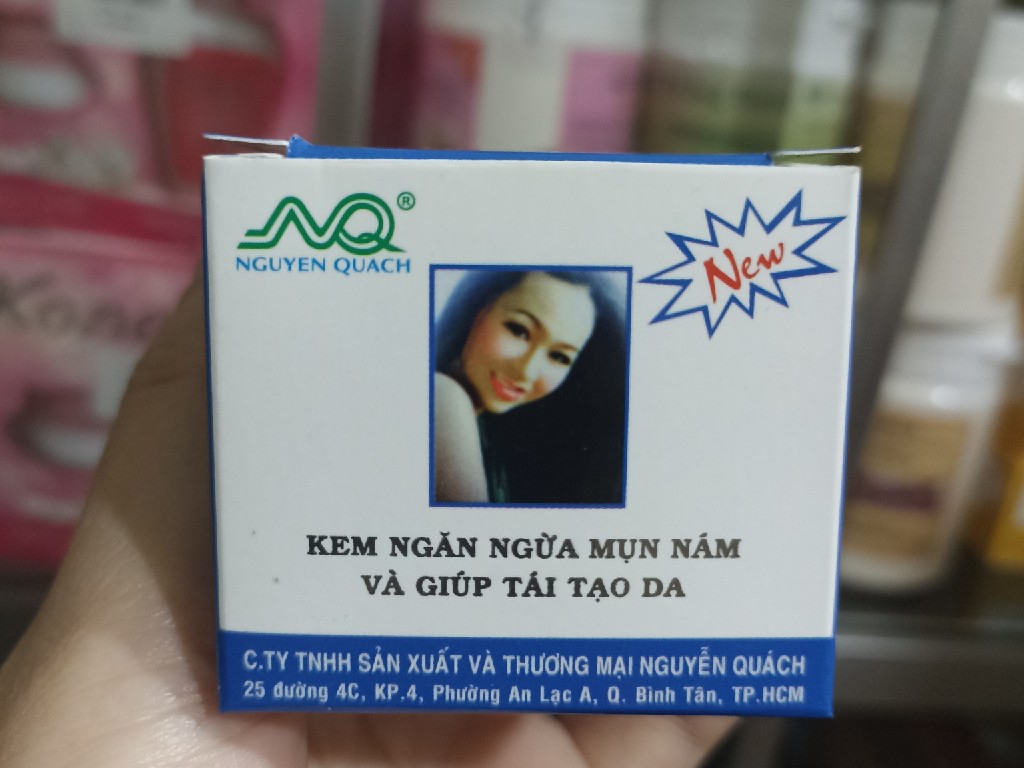 NQ®
NGUYEN QUACH
New
KEM NGĂN NGỪA MỤN NÁM
VÀ GIÚP TÁI TẠO DA
C.TY TNHH SẢN XUẤT VÀ THƯƠNG MẠI NGUYỄN QUÁCH
25 đường 4C, KP.4, Phường An Lạc A, Q. Bình Tân, TP.HCM